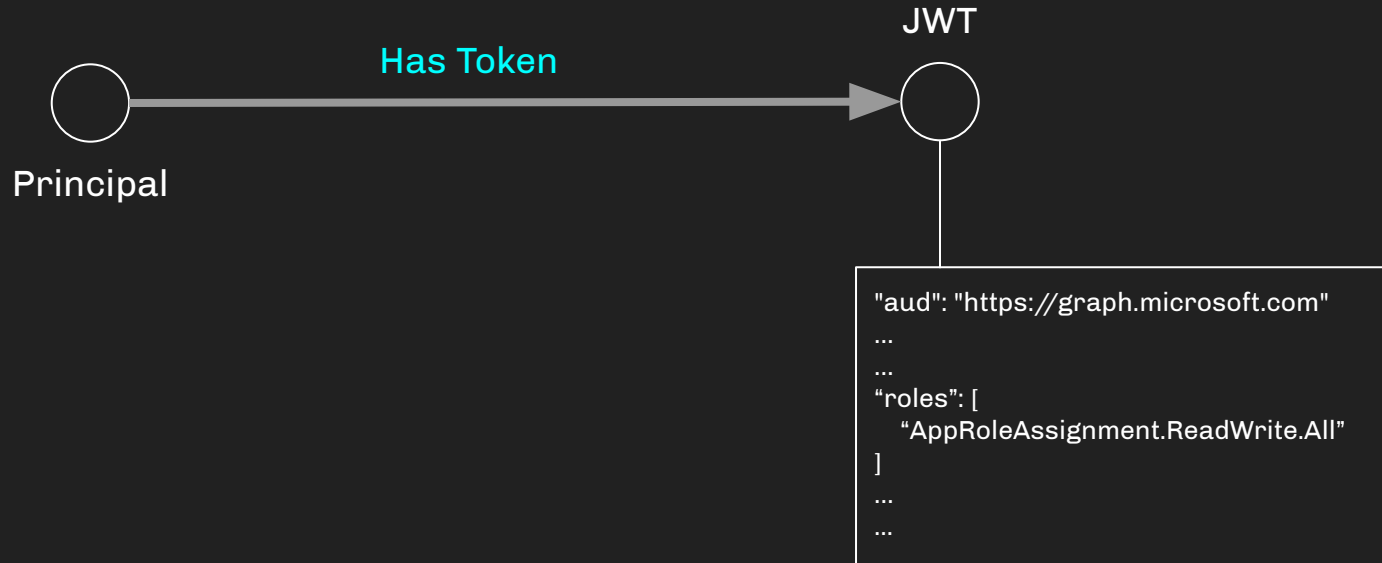 JWT
Has Token
Principal
"aud": "https://graph.microsoft.com"
...
...
“roles”: [
“AppRoleAssignment.ReadWrite.All”
]
...
...